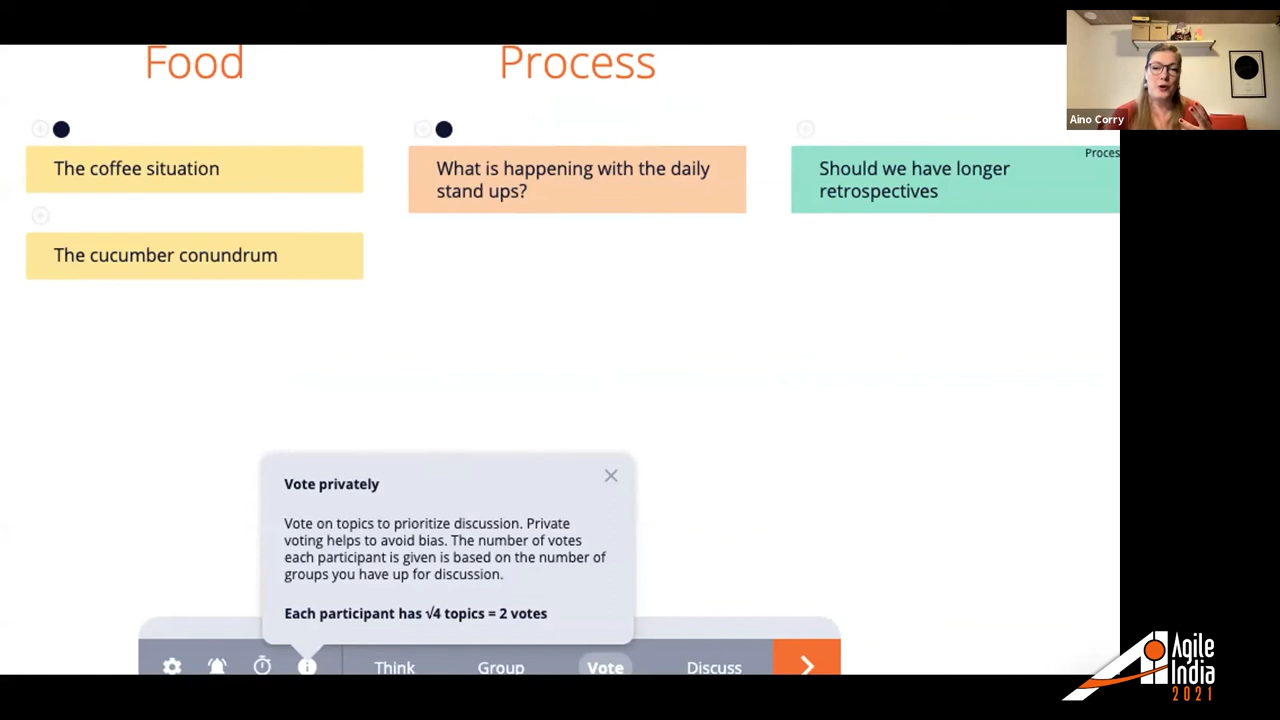 Food
Process
Aino Corry
The coffee situation
What is happening with the daily
stand ups?
Should we have longer
retrospectives
Proces
The cucumber conundrum
Vote privately
Vote on topics to prioritize discussion. Private
voting helps to avoid bias. The number of votes
each participant is given is based on the number of
groups you have up for discussion.
Each participant has √4 topics = 2 votes
Think
Group
Vote
Discuss
Agile
India
2021